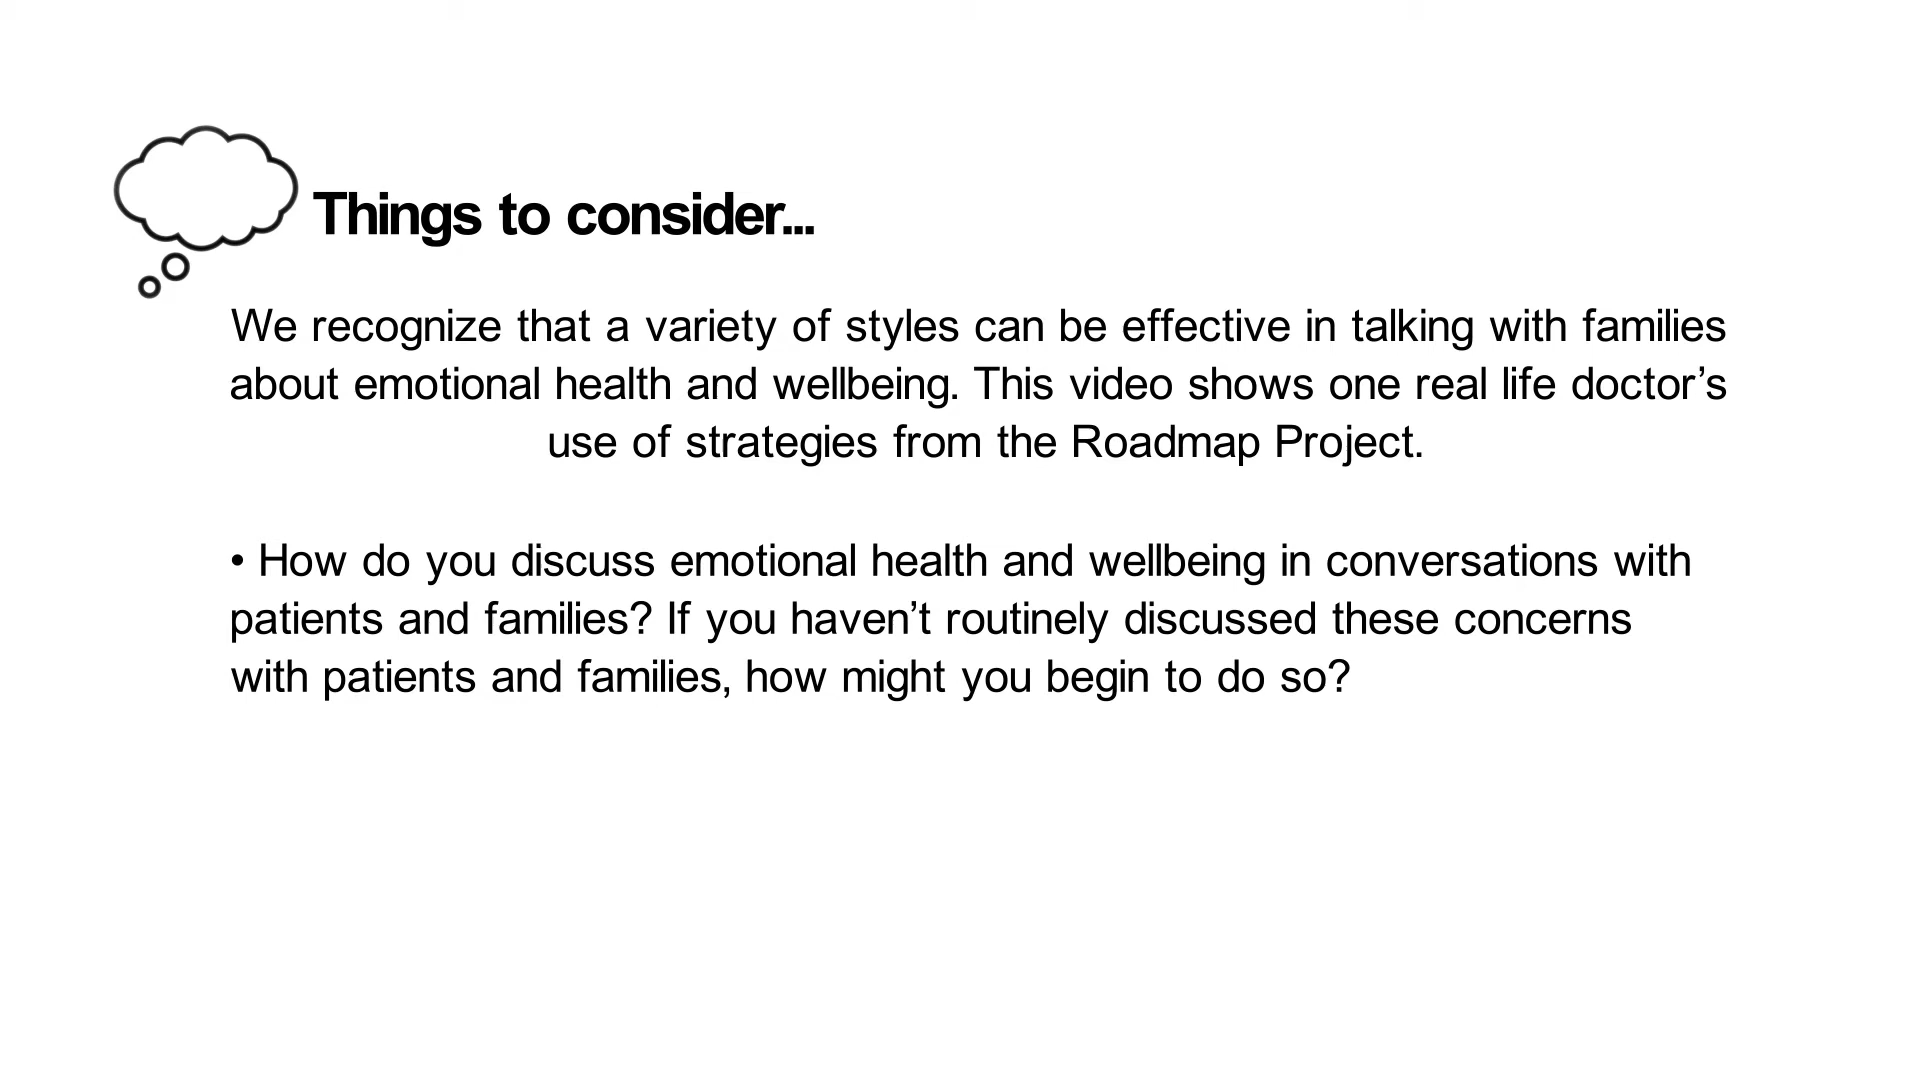 Things to consider...
We recognize that a variety of styles can be effective in talking with families
about emotional health and wellbeing. This video shows one real life doctor’s
use of strategies from the Roadmap Project.
• How do you discuss emotional health and wellbeing in conversations with
patients and families? If you haven’t routinely discussed these concerns
with patients and families, how might you begin to do so?